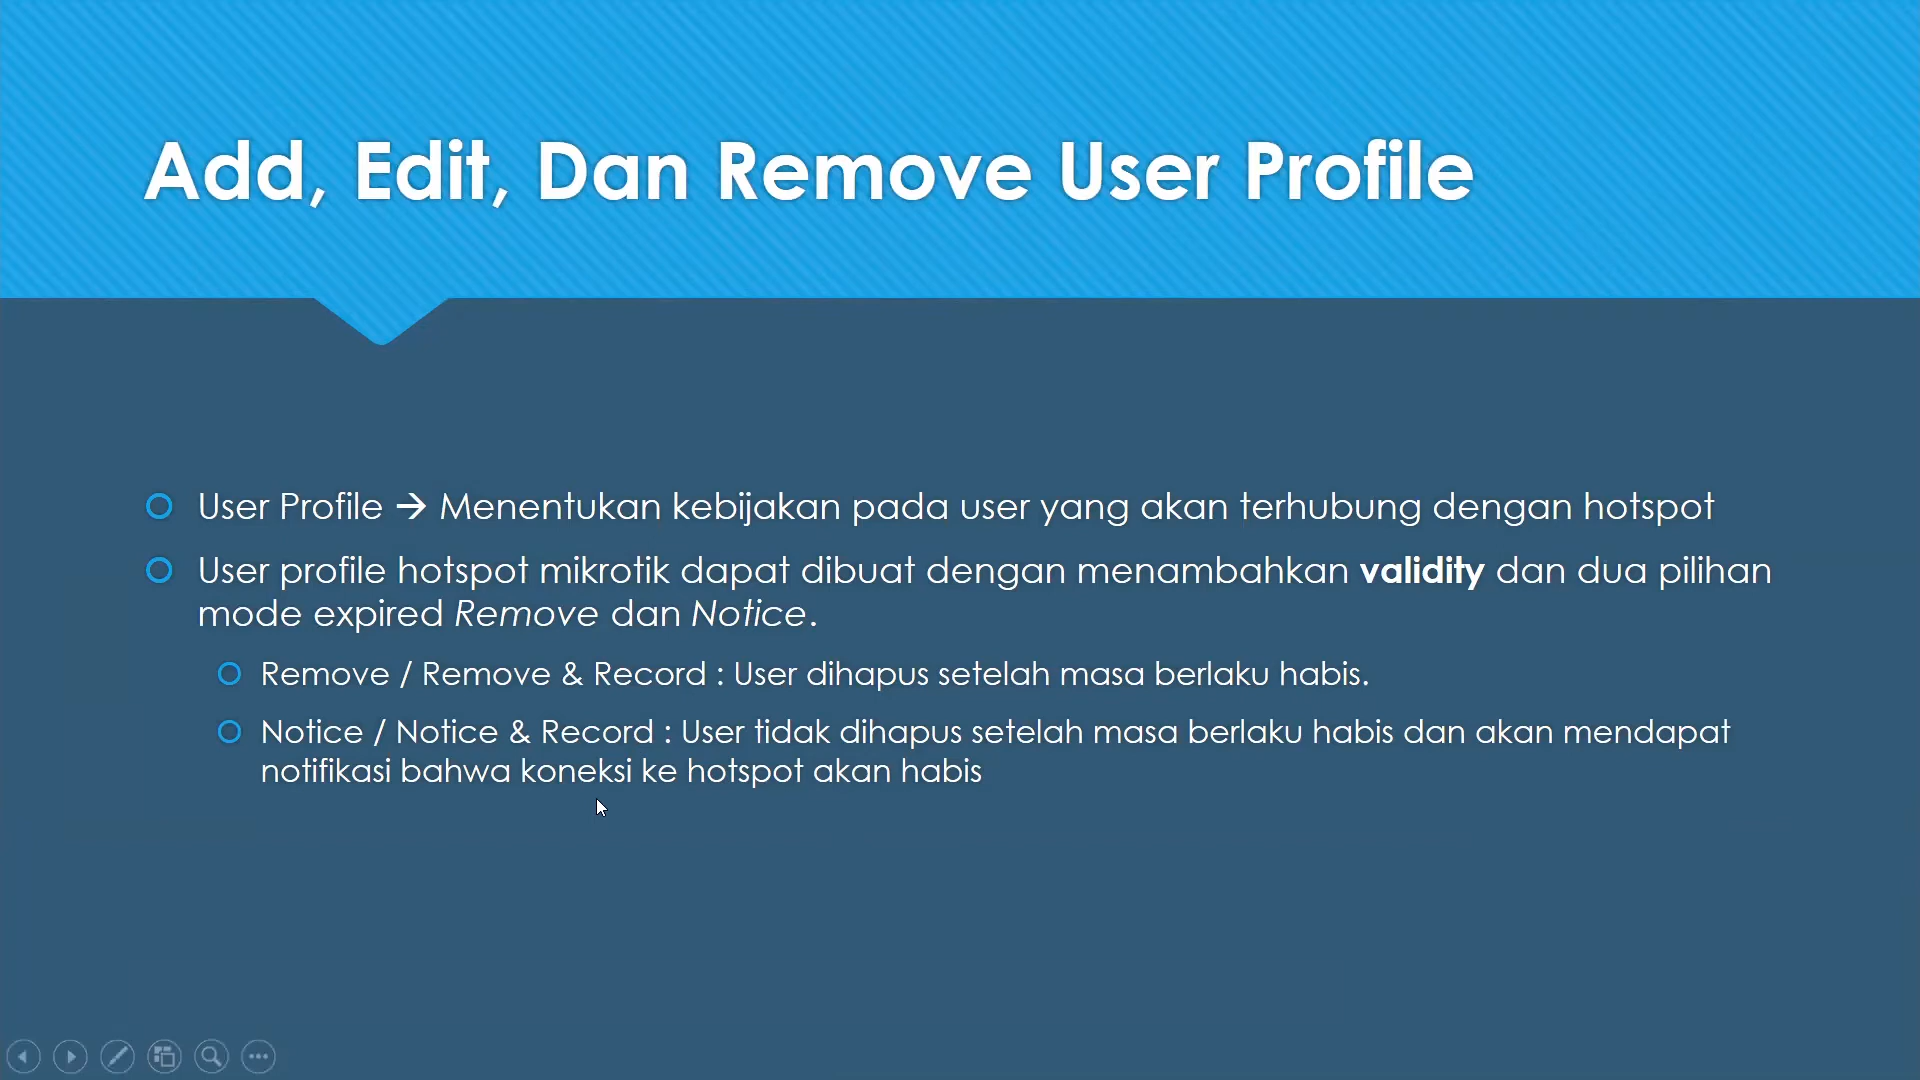 Add, Edit, Dan Remove User Profile
User Profile → Menentukan kebijakan pada user yang akan terhubung dengan hotspot
User profile hotspot mikrotik dapat dibuat dengan menambahkan validity dan dua pilihan
mode expired Remove dan Notice.
Remove / Remove & Record : User dihapus setelah masa berlaku habis.
Notice / Notice & Record : User tidak dihapus setelah masa berlaku habis dan akan mendapat
notifikasi bahwa koneksi ke hotspot akan habis